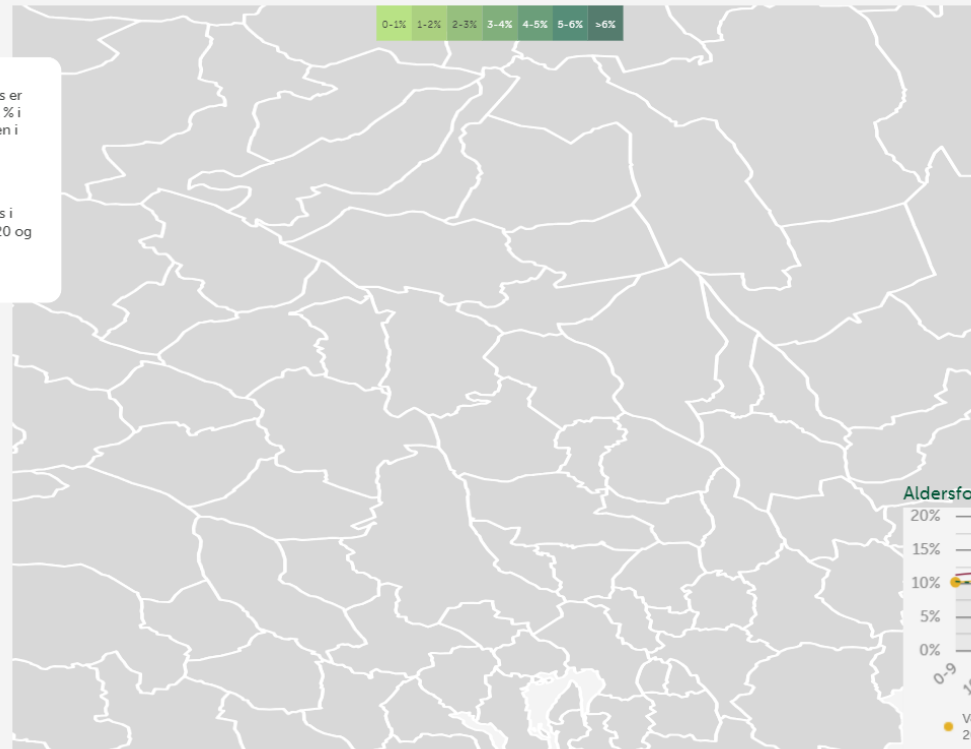 0-1% 1-2% 2-3% 3-4% 4-5% 5-6% >6%
s er
% i
en i
s i
20 og
Aldersfo
20%
15%
10%
5%
0%
0-9